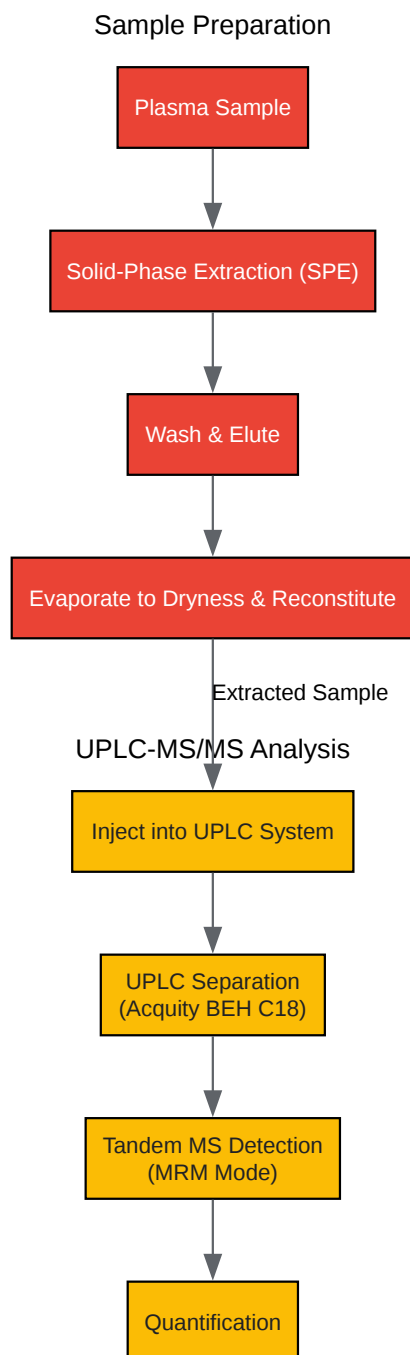 Sample Preparation
Plasma Sample
Solid-Phase Extraction (SPE)
Wash & Elute
Evaporate to Dryness & Reconstitute
Extracted Sample
UPLC-MS/MS Analysis
Inject into UPLC System
UPLC Separation
(Acquity BEH C18)
Tandem MS Detection
(MRM Mode)
Quantification